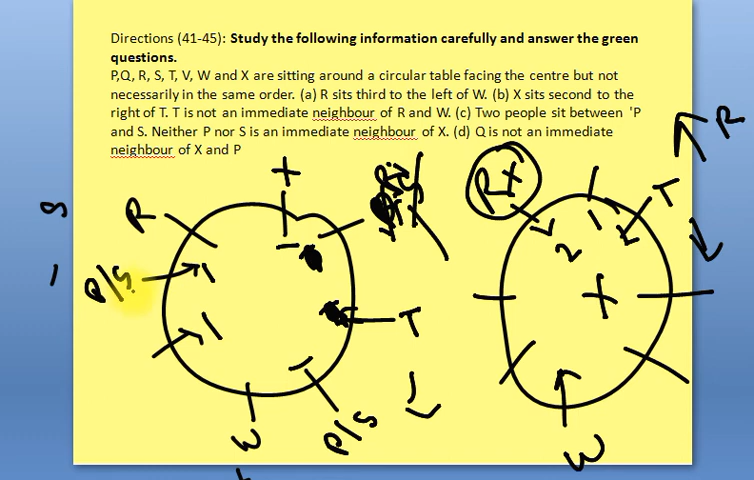 Directions (41-45): Study the following information carefully and answer the green
questions.
P,Q, R, S, T, V, W and X are sitting around a circular table facing the centre but not
necessarily in the same order. (a) R sits third to the left of W. (b) X sits second to the
right of T. T is not an immediate neighbour of R and W. (c) Two people sit between 'P
and S. Neither P nor S is an immediate neighbour of X. (d) Q is not an immediate
neighbour of X and P
R
X
P/S
T
W
P/S
R X
T
R
2
W